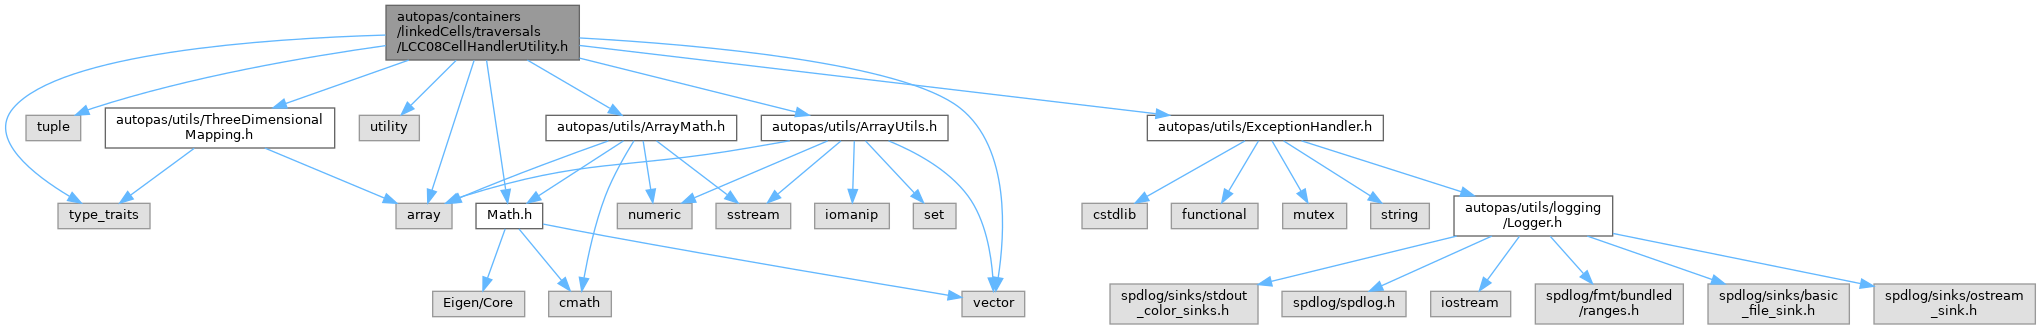 autopas/containers
/linkedCells/traversals
/LCC08CellHandlerUtility.h
tuple
autopas/utils/ThreeDimensional
Mapping.h
utility
autopas/utils/ArrayMath.h
autopas/utils/ArrayUtils.h
autopas/utils/ExceptionHandler.h
type_traits
array
Math.h
numeric
sstream
iomanip
set
cstdlib
functional
mutex
string
autopas/utils/logging
/Logger.h
Eigen/Core
cmath
vector
spdlog/sinks/stdout
_color_sinks.h
spdlog/spdlog.h
iostream
spdlog/fmt/bundled
/ranges.h
spdlog/sinks/basic
_file_sink.h
spdlog/sinks/ostream
_sink.h